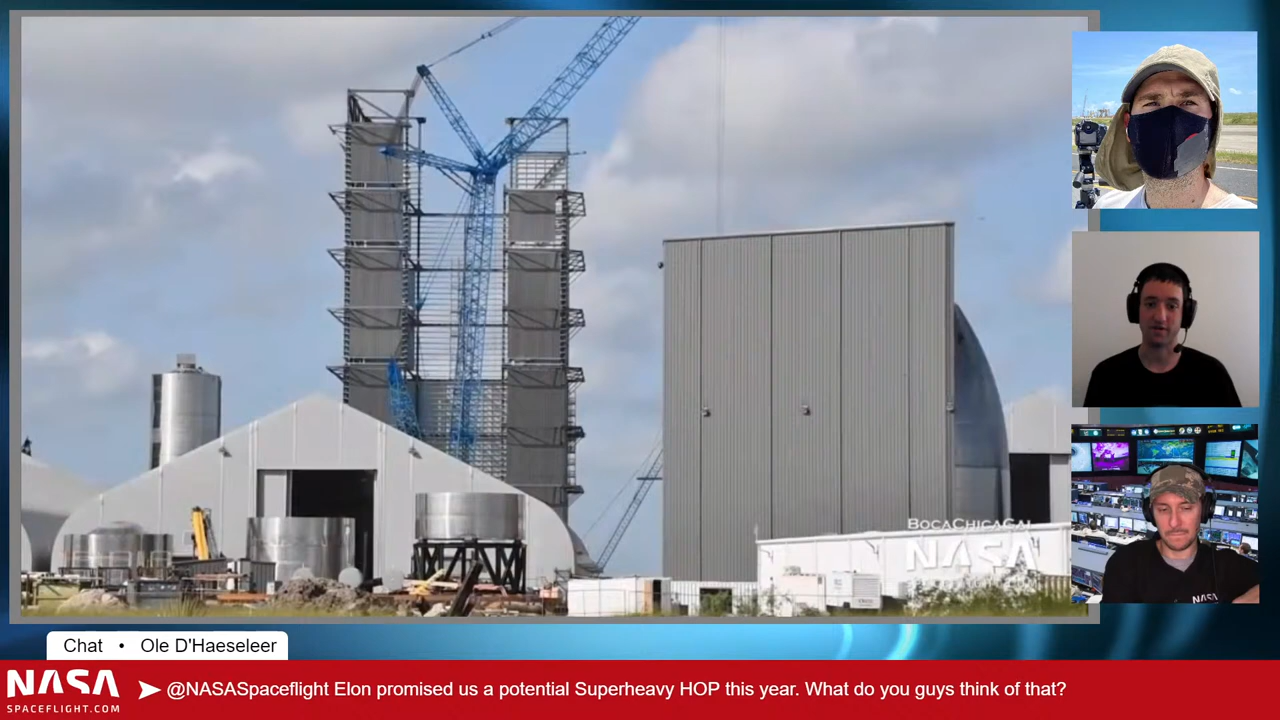 BOCACHICAGAL
NASA
SPACEFLIGHT
NASA
Chat • Ole D'Haeseleer
NASA
SPACEFLIGHT.COM
@NASASpaceflight Elon promised us a potential Superheavy HOP this year. What do you guys think of that?